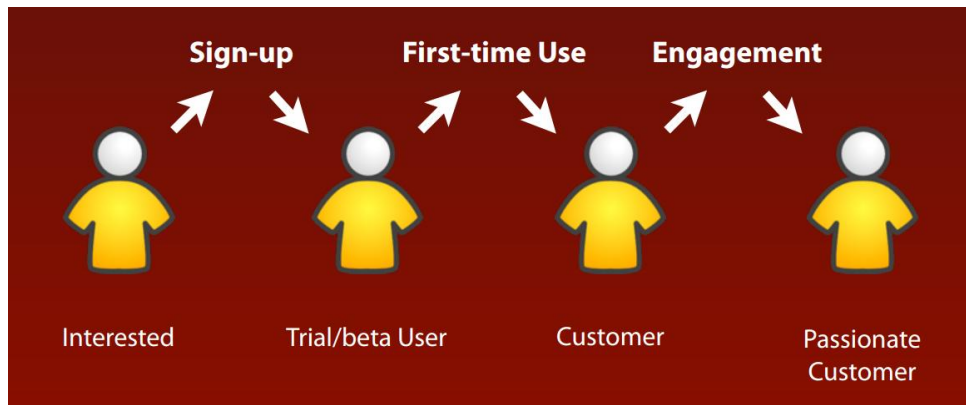 Sign-up
First-time Use
Engagement
Interested
Trial/beta User
Customer
Passionate
Customer